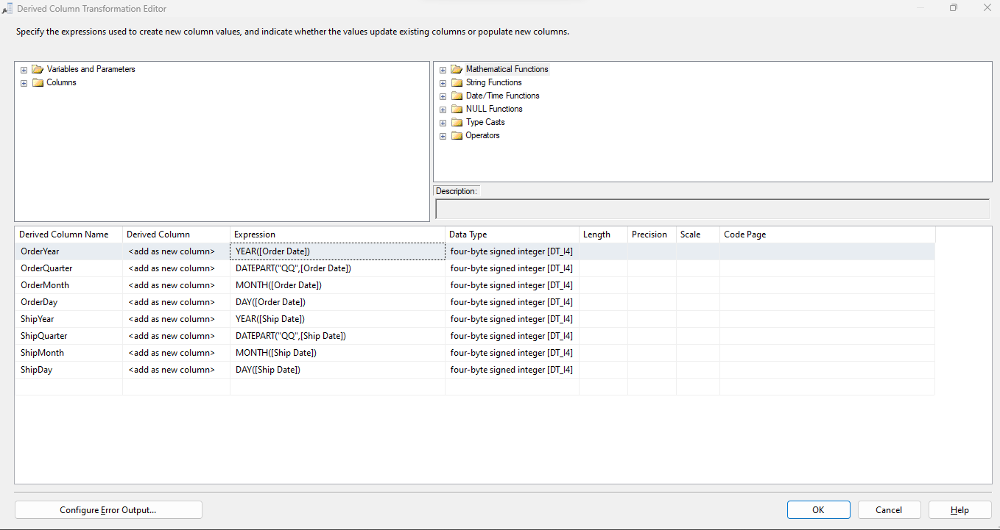 Derived Column Transformation Editor
Specify the expressions used to create new column values, and indicate whether the values update existing columns or populate new columns.
Variables and Parameters
Columns
Mathematical Functions
String Functions
Date/Time Functions
NULL Functions
Type Casts
Operators
Description:
Derived Column Name Derived Column Expression Data Type Length Precision Scale Code Page
OrderYear <add as new column> YEAR([Order Date]) four-byte signed integer [DT_I4]
OrderQuarter <add as new column> DATEPART("QQ",[Order Date]) four-byte signed integer [DT_I4]
OrderMonth <add as new column> MONTH([Order Date]) four-byte signed integer [DT_I4]
OrderDay <add as new column> DAY([Order Date]) four-byte signed integer [DT_I4]
ShipYear <add as new column> YEAR([Ship Date]) four-byte signed integer [DT_I4]
ShipQuarter <add as new column> DATEPART("QQ",[Ship Date]) four-byte signed integer [DT_I4]
ShipMonth <add as new column> MONTH([Ship Date]) four-byte signed integer [DT_I4]
ShipDay <add as new column> DAY([Ship Date]) four-byte signed integer [DT_I4]
Configure Error Output... OK Cancel Help